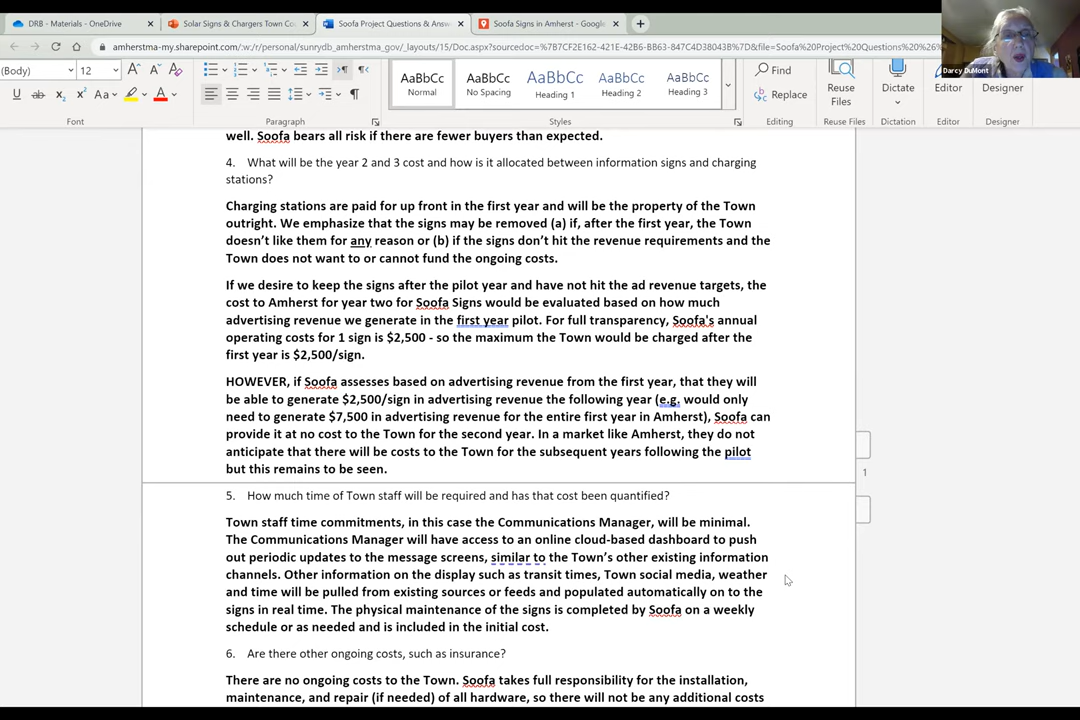 DRB - Materials - OneDrive
Solar Signs & Chargers Town Cou
Soofa Project Questions & Answe
Soofa Signs in Amherst - Google
amherstma-my.sharepoint.com/:w:/r/personal/sunrydb_amherstma_gov/_layouts/15/Doc.aspx?sourcedoc=%7B7CF2E162-421E-42B6-BB63-847C4D38043B%7D&file=Soofa%20Project%20Questions%20%26%
Darcy DuMont
(Body) 12 A A A
AaBbCc AaBbCc AaBbCc AaBbCc AaBbCc
Normal No Spacing Heading 1 Heading 2 Heading 3
Find
Replace
Reuse Files
Dictate
Editor
Designer
U ab x2 x2 Aa A
Font Paragraph Styles Editing Reuse Files Dictation Editor Designer
well. Soofa bears all risk if there are fewer buyers than expected.
4. What will be the year 2 and 3 cost and how is it allocated between information signs and charging
stations?
Charging stations are paid for up front in the first year and will be the property of the Town
outright. We emphasize that the signs may be removed (a) if, after the first year, the Town
doesn't like them for any reason or (b) if the signs don't hit the revenue requirements and the
Town does not want to or cannot fund the ongoing costs.
If we desire to keep the signs after the pilot year and have not hit the ad revenue targets, the
cost to Amherst for year two for Soofa Signs would be evaluated based on how much
advertising revenue we generate in the first year pilot. For full transparency, Soofa's annual
operating costs for 1 sign is $2,500 - so the maximum the Town would be charged after the
first year is $2,500/sign.
HOWEVER, if Soofa assesses based on advertising revenue from the first year, that they will
be able to generate $2,500/sign in advertising revenue the following year (e.g. would only
need to generate $7,500 in advertising revenue for the entire first year in Amherst), Soofa can
provide it at no cost to the Town for the second year. In a market like Amherst, they do not
anticipate that there will be costs to the Town for the subsequent years following the pilot
but this remains to be seen.
1
5. How much time of Town staff will be required and has that cost been quantified?
Town staff time commitments, in this case the Communications Manager, will be minimal.
The Communications Manager will have access to an online cloud-based dashboard to push
out periodic updates to the message screens, similar to the Town's other existing information
channels. Other information on the display such as transit times, Town social media, weather
and time will be pulled from existing sources or feeds and populated automatically on to the
signs in real time. The physical maintenance of the signs is completed by Soofa on a weekly
schedule or as needed and is included in the initial cost.
6. Are there other ongoing costs, such as insurance?
There are no ongoing costs to the Town. Soofa takes full responsibility for the installation,
maintenance, and repair (if needed) of all hardware, so there will not be any additional costs